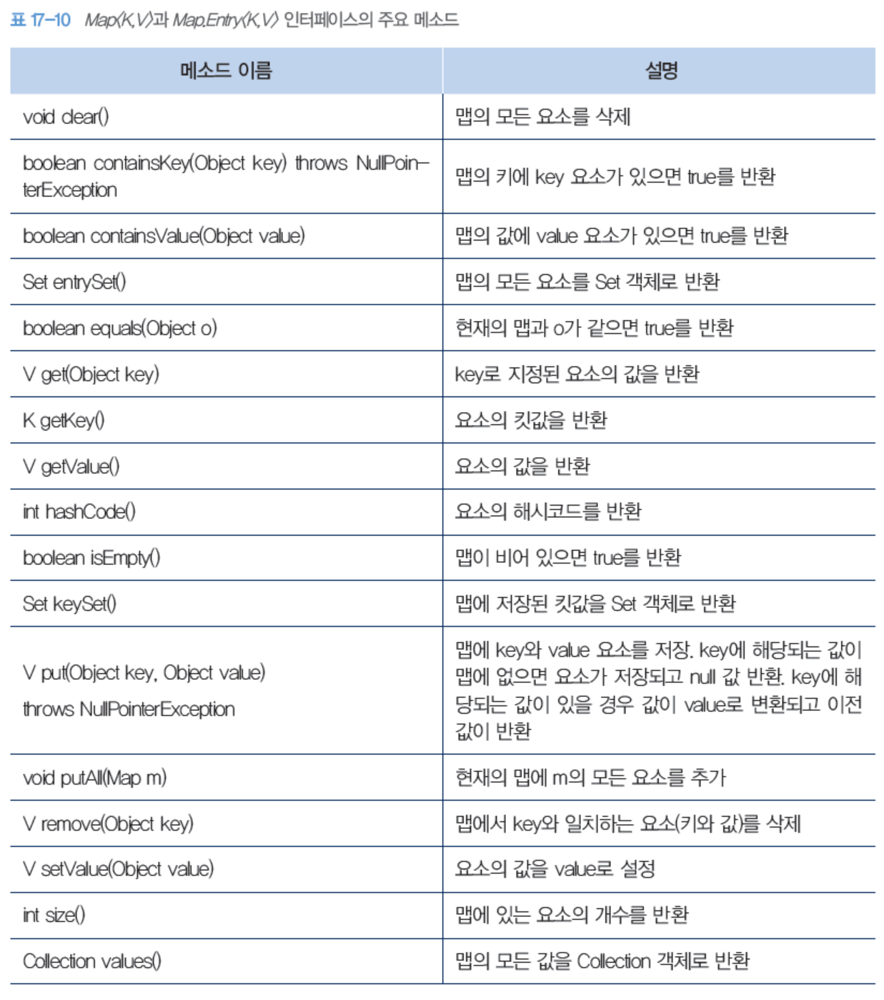 표 17-10 Map<K,V>과 Map.Entry<K,V> 인터페이스의 주요 메소드
메소드 이름 설명
void clear() 맵의 모든 요소를 삭제
boolean containsKey(Object key) throws NullPoin-
terException
맵의 키에 key 요소가 있으면 true를 반환
boolean containsValue(Object value) 맵의 값에 value 요소가 있으면 true를 반환
Set entrySet() 맵의 모든 요소를 Set 객체로 반환
boolean equals(Object o) 현재의 맵과 o가 같으면 true를 반환
V get(Object key) key로 지정된 요소의 값을 반환
K getKey() 요소의 킷값을 반환
V getValue() 요소의 값을 반환
int hashCode() 요소의 해시코드를 반환
boolean isEmpty() 맵이 비어 있으면 true를 반환
Set keySet() 맵에 저장된 킷값을 Set 객체로 반환
V put(Object key, Object value)
throws NullPointerException
맵에 key와 value 요소를 저장. key에 해당되는 값이
맵에 없으면 요소가 저장되고 null 값 반환. key에 해
당되는 값이 있을 경우 값이 value로 변환되고 이전
값이 반환
void putAll(Map m) 현재의 맵에 m의 모든 요소를 추가
V remove(Object key) 맵에서 key와 일치하는 요소(키와 값)를 삭제
V setValue(Object value) 요소의 값을 value로 설정
int size() 맵에 있는 요소의 개수를 반환
Collection values() 맵의 모든 값을 Collection 객체로 반환